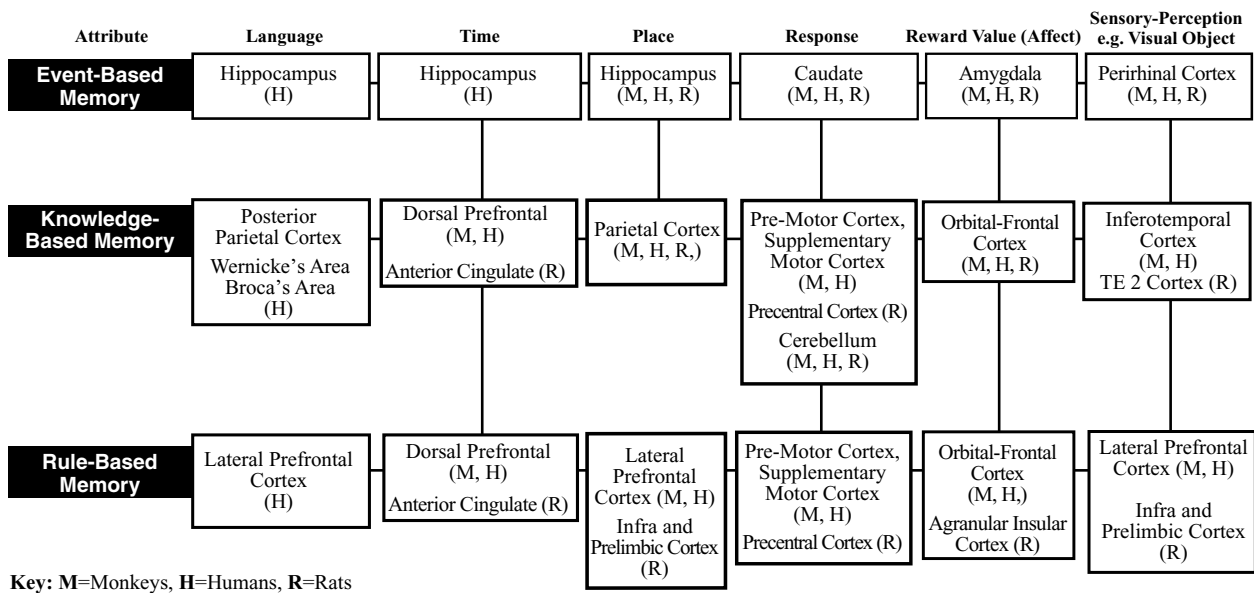 Attribute
Language
Time
Place
Response
Reward Value (Affect)
Sensory-Perception
e.g. Visual Object
Event-Based
Memory
Hippocampus
(H)
Hippocampus
(H)
Hippocampus
(M, H, R)
Caudate
(M, H, R)
Amygdala
(M, H, R)
Perirhinal Cortex
(M, H, R)
Knowledge-
Based Memory
Posterior
Parietal Cortex
Wernicke's Area
Broca's Area
(H)
Dorsal Prefrontal
(M, H)
Anterior Cingulate (R)
Parietal Cortex
(M, H, R,)
Pre-Motor Cortex,
Supplementary
Motor Cortex
(M, H)
Precentral Cortex (R)
Cerebellum
(M, H, R)
Orbital-Frontal
Cortex
(M, H, R)
Inferotemporal
Cortex
(M, H)
TE 2 Cortex (R)
Rule-Based
Memory
Lateral Prefrontal
Cortex
(H)
Dorsal Prefrontal
(M, H)
Anterior Cingulate (R)
Lateral
Prefrontal
Cortex (M, H)
Infra and
Prelimbic Cortex
(R)
Pre-Motor Cortex,
Supplementary
Motor Cortex
(M, H)
Precentral Cortex (R)
Orbital-Frontal
Cortex
(M, H,)
Agranular Insular
Cortex (R)
Lateral Prefrontal
Cortex (M, H)
Infra and
Prelimbic Cortex
(R)
Key: M=Monkeys, H=Humans, R=Rats